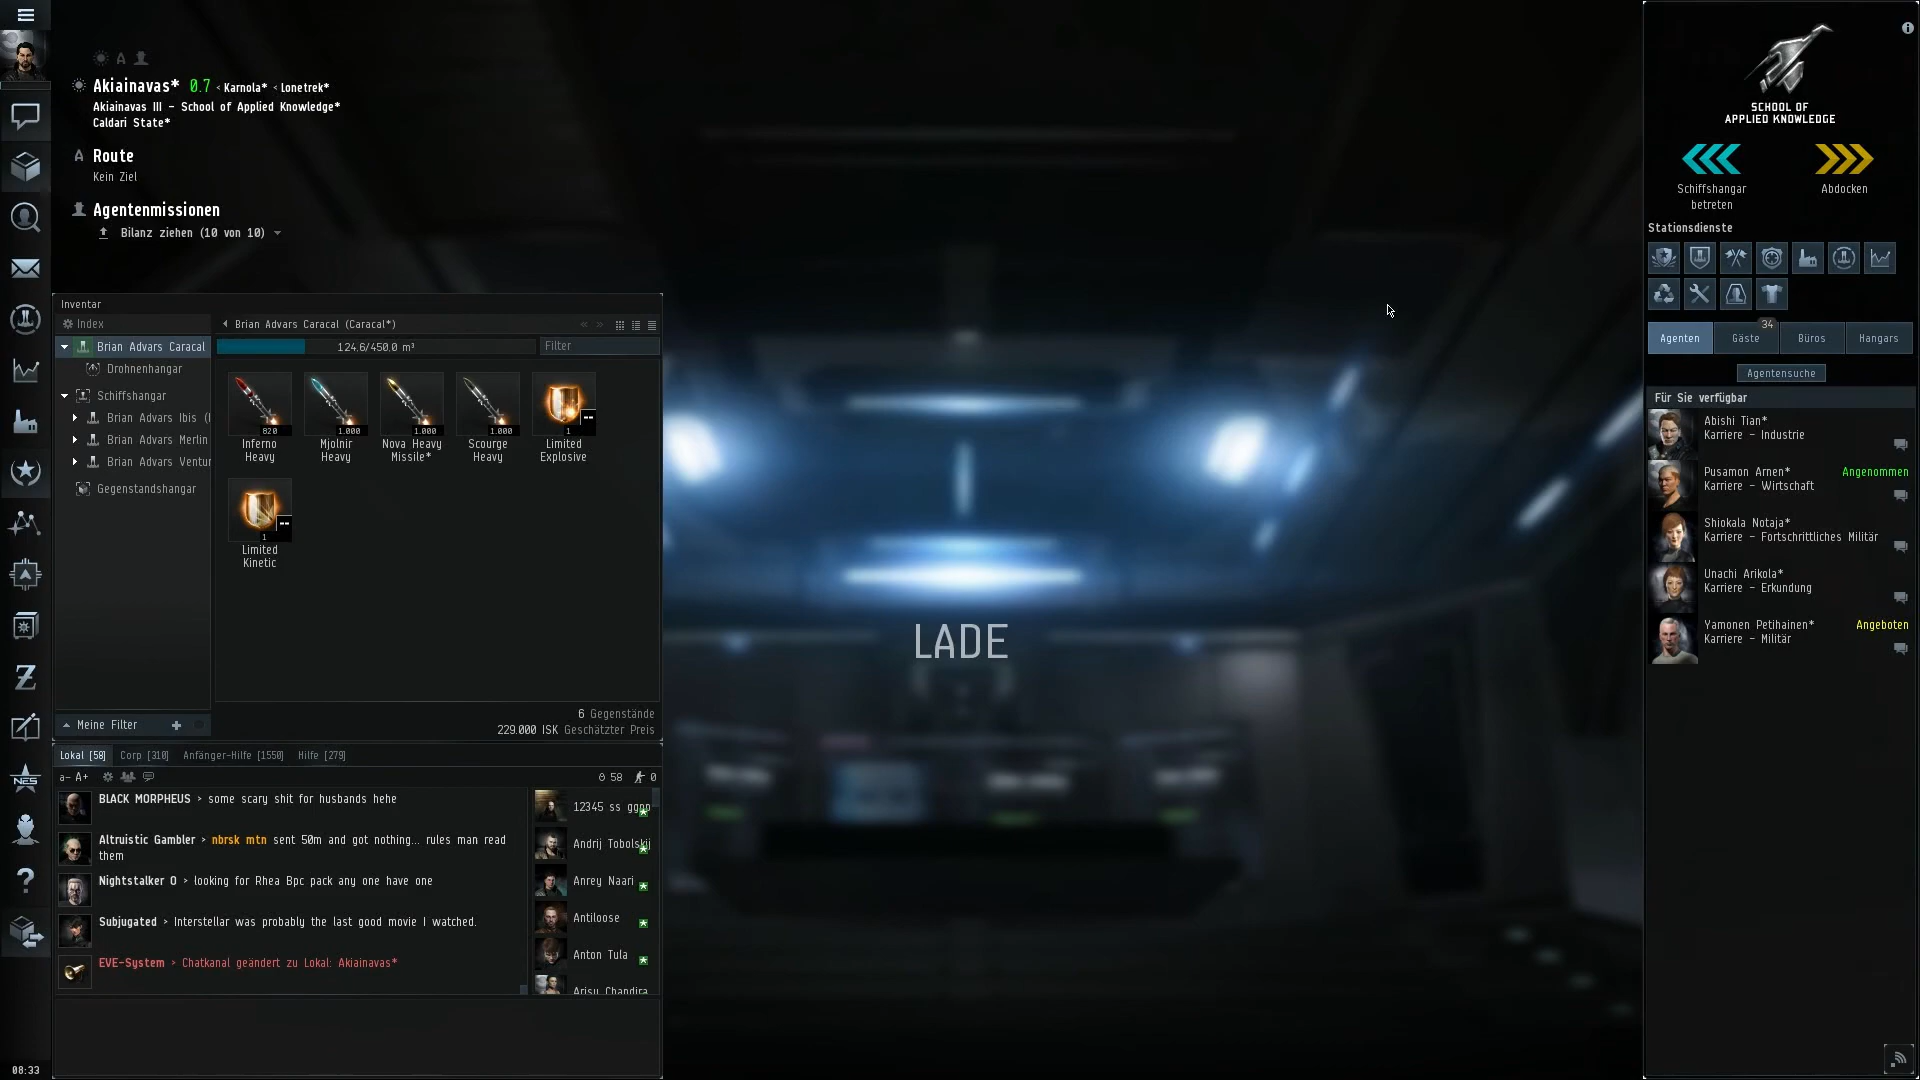 Akiainavas* 0.7 < Karnola* < Lonetrek*
Akiainavas III - School of Applied Knowledge*
Caldari State*
Route
Kein Ziel
Agentenmissionen
Bilanz ziehen (10 von 10)
Inventar
Index
Brian Advars Caracal (Caracal*)
Brian Advars Caracal
124,6/450,0 m³
Filter
Drohnenhangar
Schiffshangar
Brian Advars Ibis (
Brian Advars Merlin
Brian Advars Ventur
Gegenstandshangar
820
Inferno
Heavy
1.000
Mjolnir
Heavy
1.000
Nova Heavy
Missile*
1.000
Scourge
Heavy
1
Limited
Explosive
1
Limited
Kinetic
Meine Filter +
6 Gegenstände
229.000 ISK Geschätzter Preis
Lokal [58] Corp [310] Anfänger-Hilfe [1550] Hilfe [279]
a- A+
58 0
BLACK MORPHEUS > some scary shit for husbands hehe
Altruistic Gambler > nbrsk mtn sent 50m and got nothing... rules man read
them
Nightstalker O > looking for Rhea Bpc pack any one have one
Subjugated > Interstellar was probably the last good movie I watched.
EVE-System > Chatkanal geändert zu Lokal: Akiainavas*
12345 ss ggpp
Andrij Tobolskij
Anrey Naari
Antiloose
Anton Tula
Arisu Chandira
NES
08:33
LADE
SCHOOL OF
APPLIED KNOWLEDGE
Schiffshangar
betreten
Abdocken
Stationsdienste
34
Agenten Gäste Büros Hangars
Agentensuche
Für Sie verfügbar
Abishi Tian*
Karriere - Industrie
Pusamon Arnen* Angenommen
Karriere - Wirtschaft
Shiokala Notaja*
Karriere - Fortschrittliches Militär
Unachi Arikola*
Karriere - Erkundung
Yamonen Petihainen* Angeboten
Karriere - Militär